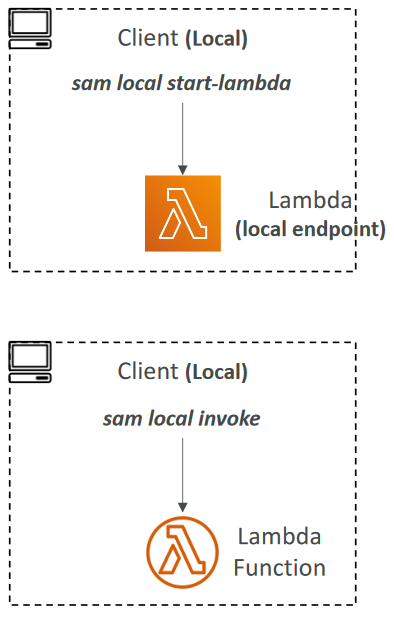 Client (Local)
sam local start-lambda
Lambda
(local endpoint)
Client (Local)
sam local invoke
Lambda
Function